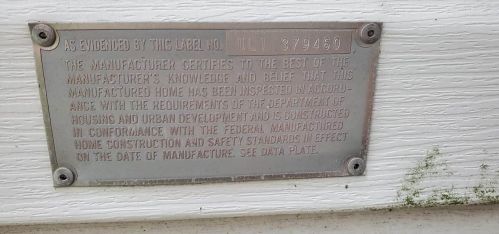 AS EVIDENCED BY THIS LABEL NO. 379460
THE MANUFACTURER CERTIFIES TO THE BEST OF THE
MANUFACTURER'S KNOWLEDGE AND BELIEF THAT THIS
MANUFACTURED HOME HAS BEEN INSPECTED IN ACCORD-
ANCE WITH THE REQUIREMENTS OF THE DEPARTMENT OF
HOUSING AND URBAN DEVELOPMENT AND IS CONSTRUCTED
IN CONFORMANCE WITH THE FEDERAL MANUFACTURED
HOME CONSTRUCTION AND SAFETY STANDARDS IN EFFECT
ON THE DATE OF MANUFACTURE. SEE DATA PLATE.